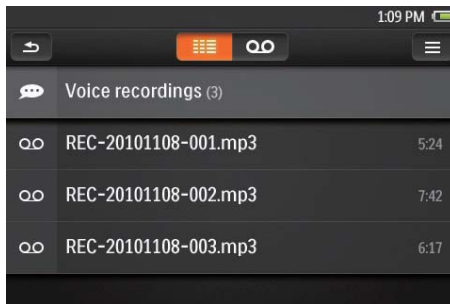 1:09 PM
Voice recordings (3)
REC-20101108-001.mp3 5:24
REC-20101108-002.mp3 7:42
REC-20101108-003.mp3 6:17